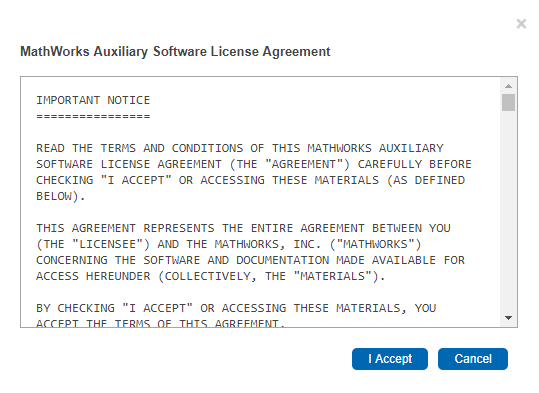 MathWorks Auxiliary Software License Agreement
IMPORTANT NOTICE
================
READ THE TERMS AND CONDITIONS OF THIS MATHWORKS AUXILIARY
SOFTWARE LICENSE AGREEMENT (THE "AGREEMENT") CAREFULLY BEFORE
CHECKING "I ACCEPT" OR ACCESSING THESE MATERIALS (AS DEFINED
BELOW).
THIS AGREEMENT REPRESENTS THE ENTIRE AGREEMENT BETWEEN YOU
(THE "LICENSEE") AND THE MATHWORKS, INC. ("MATHWORKS")
CONCERNING THE SOFTWARE AND DOCUMENTATION MADE AVAILABLE FOR
ACCESS HEREUNDER (COLLECTIVELY, THE "MATERIALS").
BY CHECKING "I ACCEPT" OR ACCESSING THESE MATERIALS, YOU
ACCEPT THE TERMS OF THIS AGREEMENT.
I Accept
Cancel